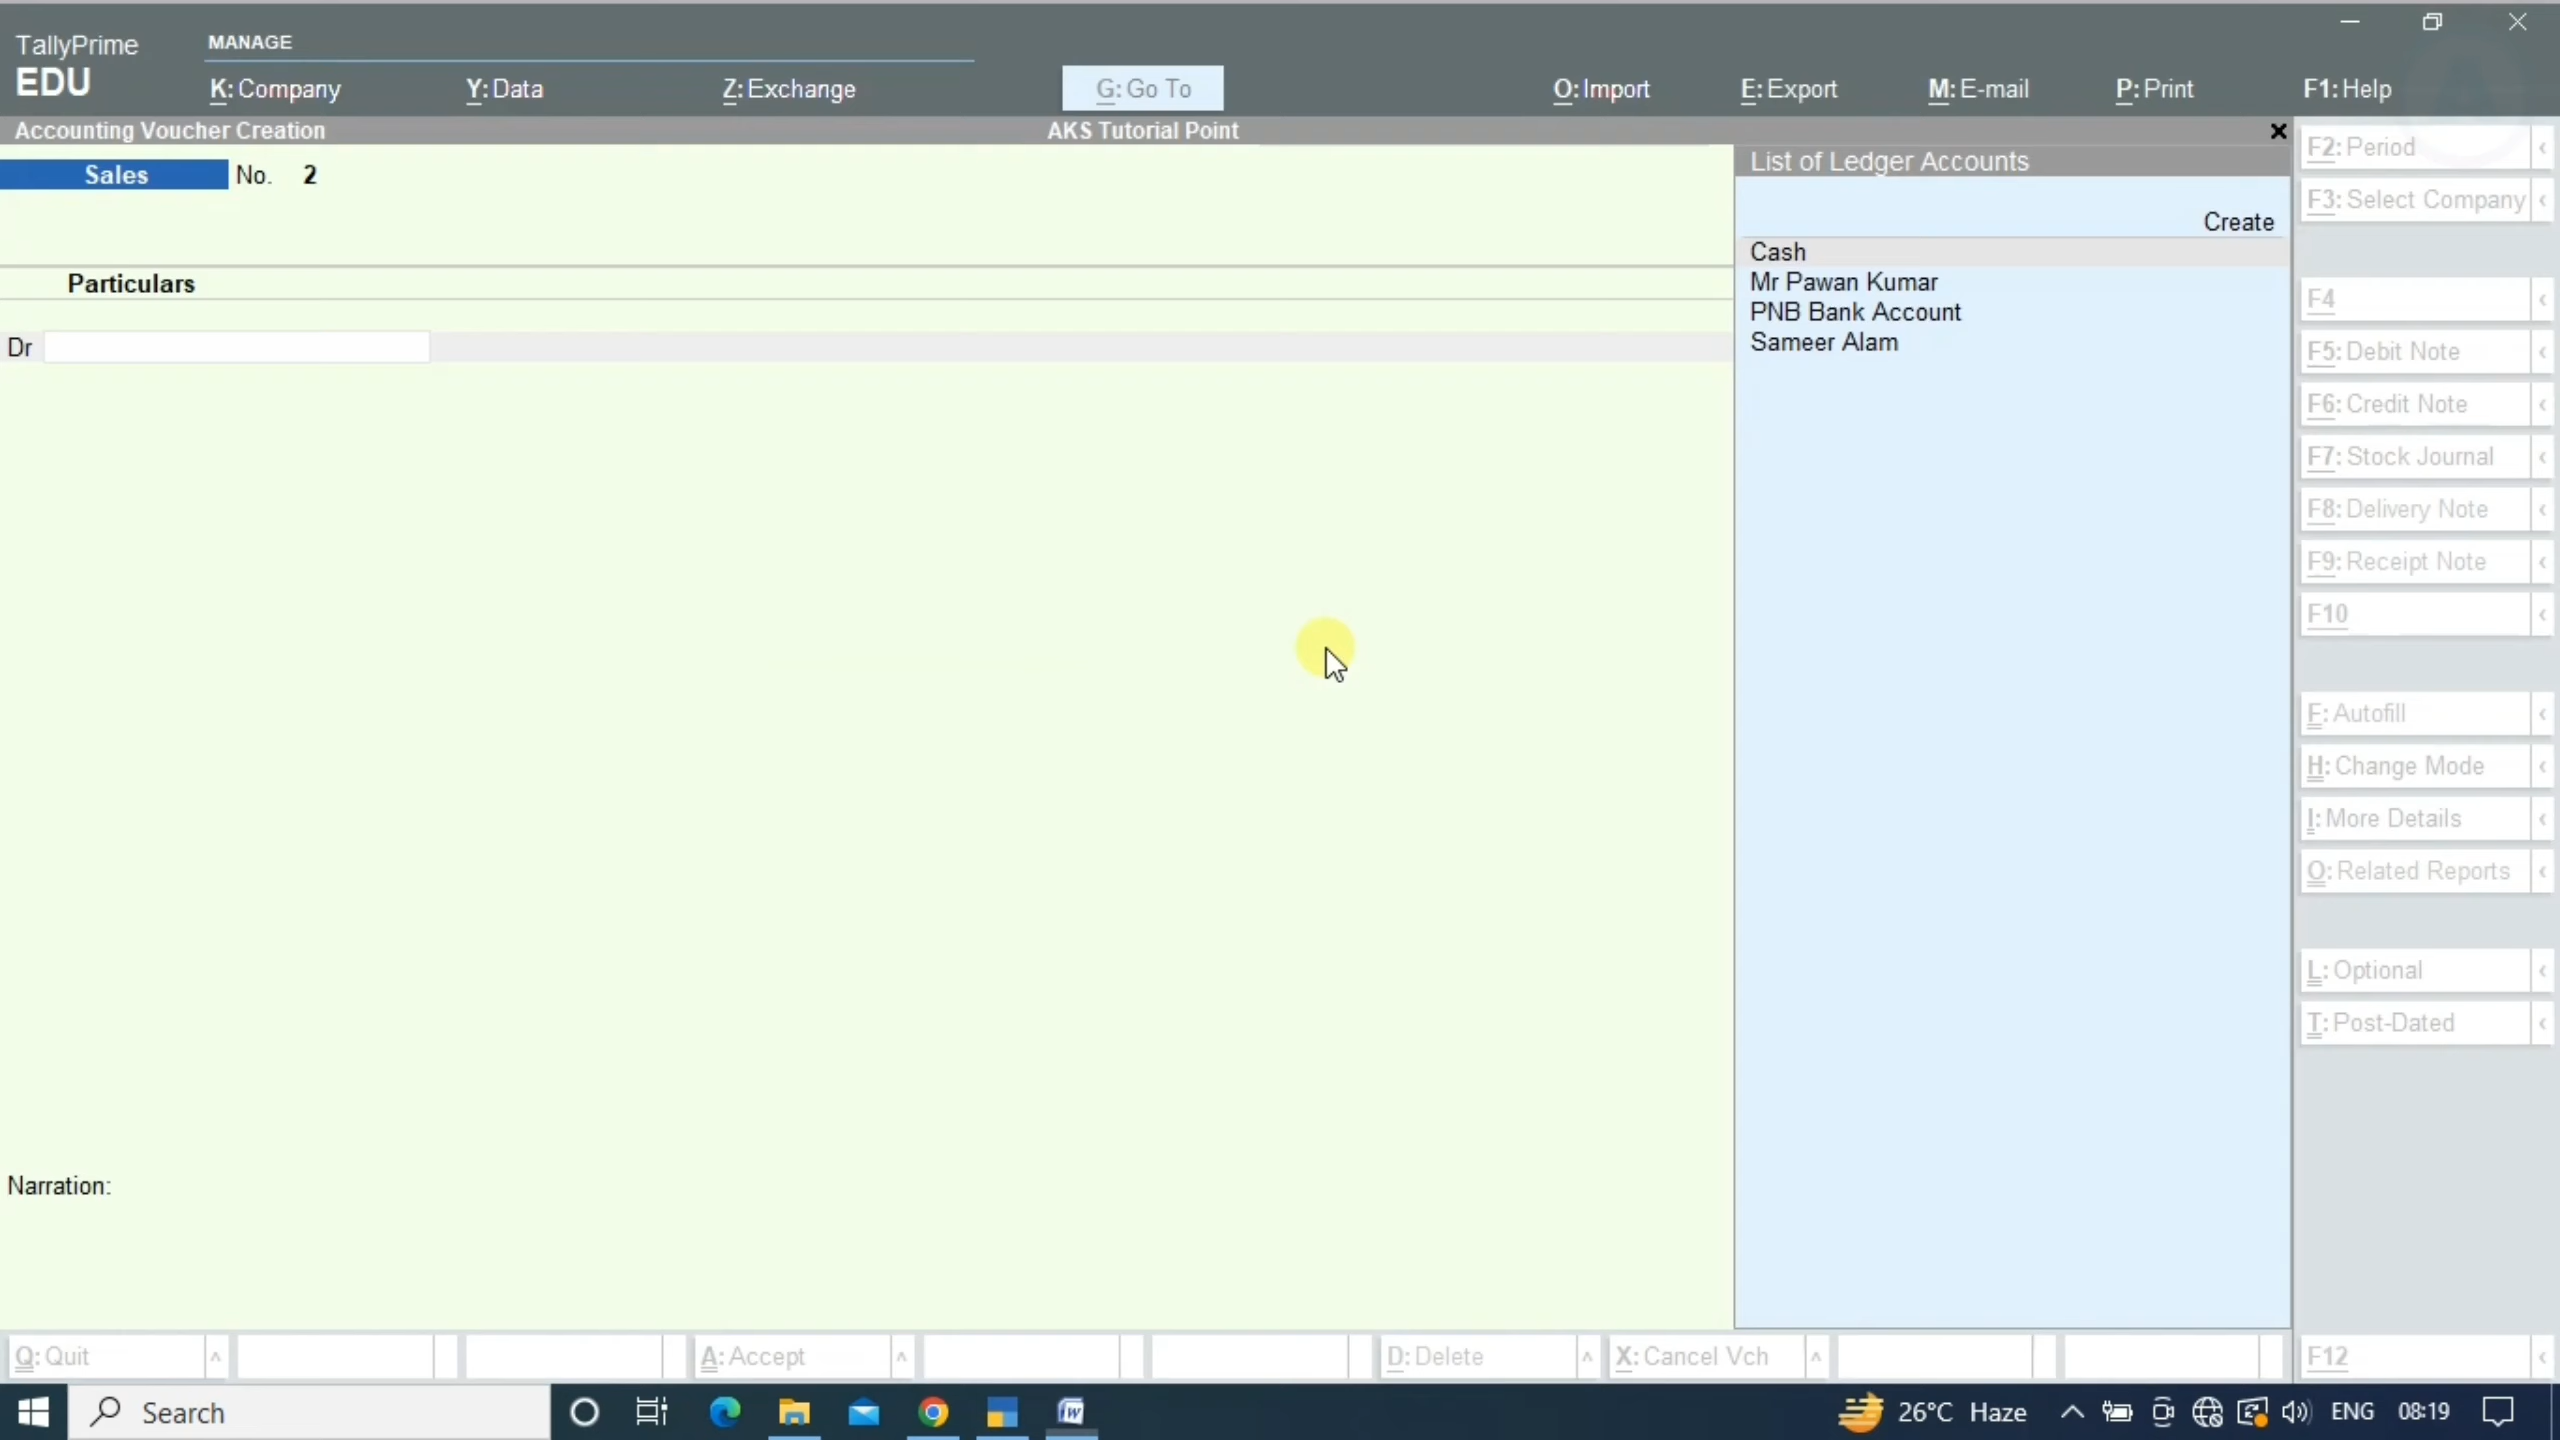 TallyPrime
EDU
MANAGE
K: Company
Y: Data
Z: Exchange
G: Go To
O: Import
E: Export
M: E-mail
P: Print
F1: Help
Accounting Voucher Creation
AKS Tutorial Point
Sales No. 2
Particulars
Dr
Narration:
List of Ledger Accounts
Create
Cash
Mr Pawan Kumar
PNB Bank Account
Sameer Alam
F2: Period
F3: Select Company
F4
F5: Debit Note
F6: Credit Note
F7: Stock Journal
F8: Delivery Note
F9: Receipt Note
F10
F: Autofill
H: Change Mode
I: More Details
O: Related Reports
L: Optional
T: Post-Dated
Q: Quit
A: Accept
D: Delete
X: Cancel Vch
F12
Search
26°C Haze
ENG
08:19